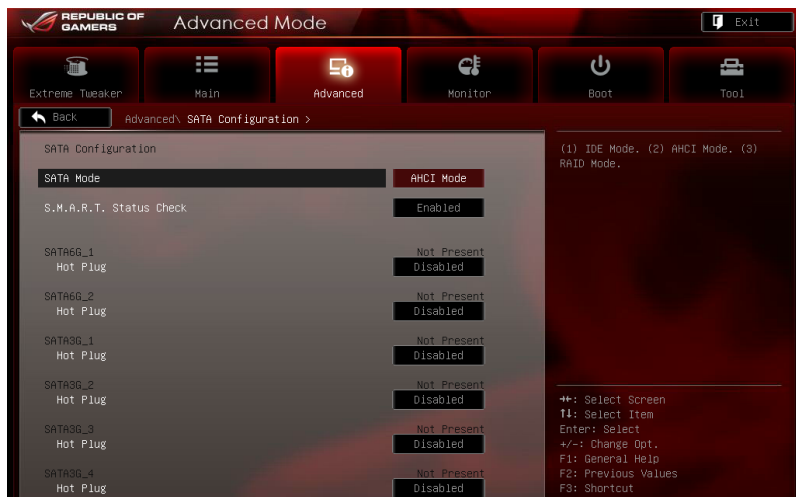 REPUBLIC OF
GAMERS
Advanced Mode
Exit
Extreme Tweaker
Main
Advanced
Monitor
Boot
Tool
Back
Advanced\ SATA Configuration >
SATA Configuration
SATA Mode
AHCI Mode
S.M.A.R.T. Status Check
Enabled
SATA6G_1
Not Present
Hot Plug
Disabled
SATA6G_2
Not Present
Hot Plug
Disabled
SATA3G_1
Not Present
Hot Plug
Disabled
SATA3G_2
Not Present
Hot Plug
Disabled
SATA3G_3
Not Present
Hot Plug
Disabled
SATA3G_4
Not Present
Hot Plug
Disabled
(1) IDE Mode. (2) AHCI Mode. (3)
RAID Mode.
→←: Select Screen
↑↓: Select Item
Enter: Select
+/-: Change Opt.
F1: General Help
F2: Previous Values
F3: Shortcut